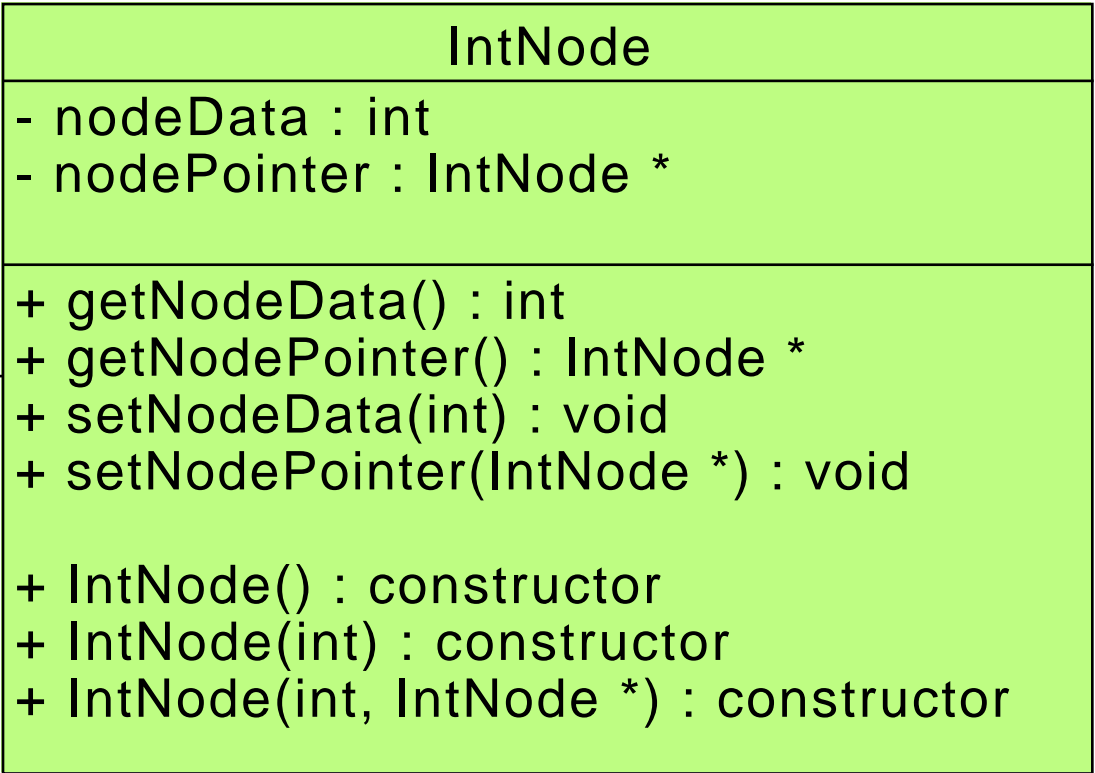 IntNode
- nodeData : int
- nodePointer : IntNode *
+ getNodeData() : int
+ getNodePointer() : IntNode *
+ setNodeData(int) : void
+ setNodePointer(IntNode *) : void
+ IntNode() : constructor
+ IntNode(int) : constructor
+ IntNode(int, IntNode *) : constructor